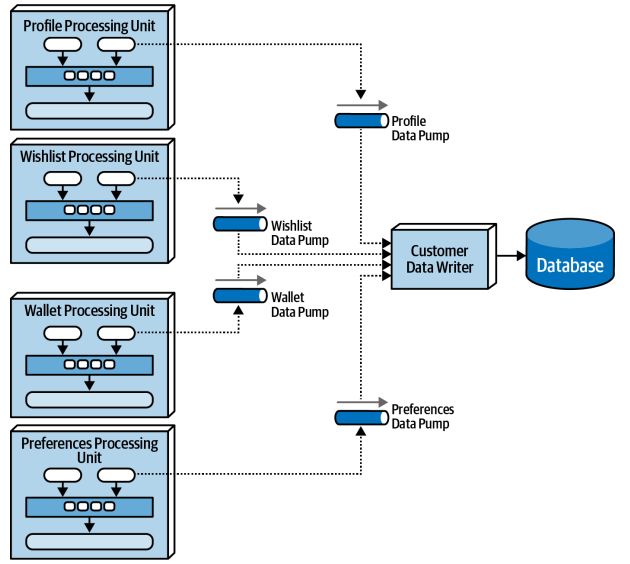 Profile Processing Unit
Profile
Data Pump
Wishlist Processing Unit
Wishlist
Data Pump
Customer
Data Writer
Database
Wallet Processing Unit
Wallet
Data Pump
Preferences Processing
Unit
Preferences
Data Pump